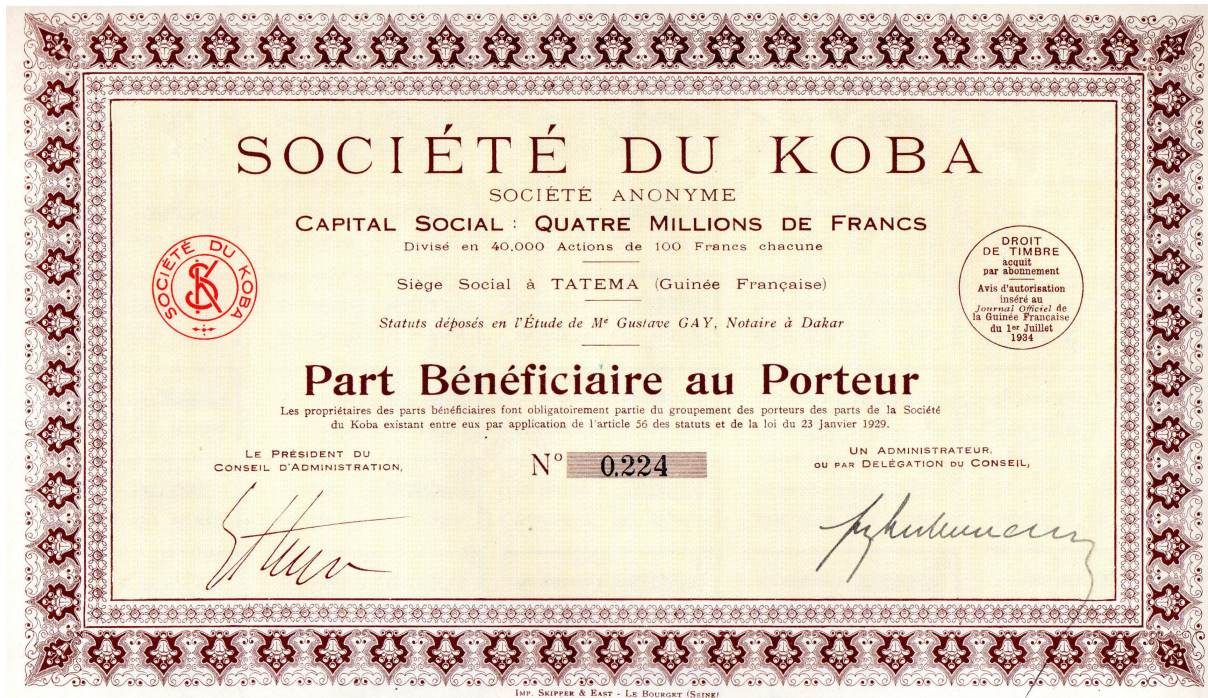 SOCIÉTÉ DU KOBA
SOCIÉTÉ ANONYME
CAPITAL SOCIAL : QUATRE MILLIONS DE FRANCS
Divisé en 40.000 Actions de 100 Francs chacune
Siège Social à TATEMA (Guinée Française)
Statuts déposés en l'Étude de Me Gustave GAY, Notaire à Dakar
SOCIÉTÉ DU KOBA
SK
DROIT
DE TIMBRE
acquit
par abonnement
Avis d'autorisation
inséré au
Journal Officiel de
la Guinée Francaise
du 1er Juillet
1934
Part Bénéficiaire au Porteur
Les propriétaires des parts bénéficiaires font obligatoirement partie du groupement des porteurs des parts de la Société
du Koba existant entre eux par application de l'article 56 des statuts et de la loi du 23 Janvier 1929.
LE PRÉSIDENT DU
CONSEIL D'ADMINISTRATION,
No 0.224
UN ADMINISTRATEUR.
OU PAR DÉLÉGATION DU CONSEIL,
IMP. SKIPPER & EAST - LE BOURGET (SEINE)